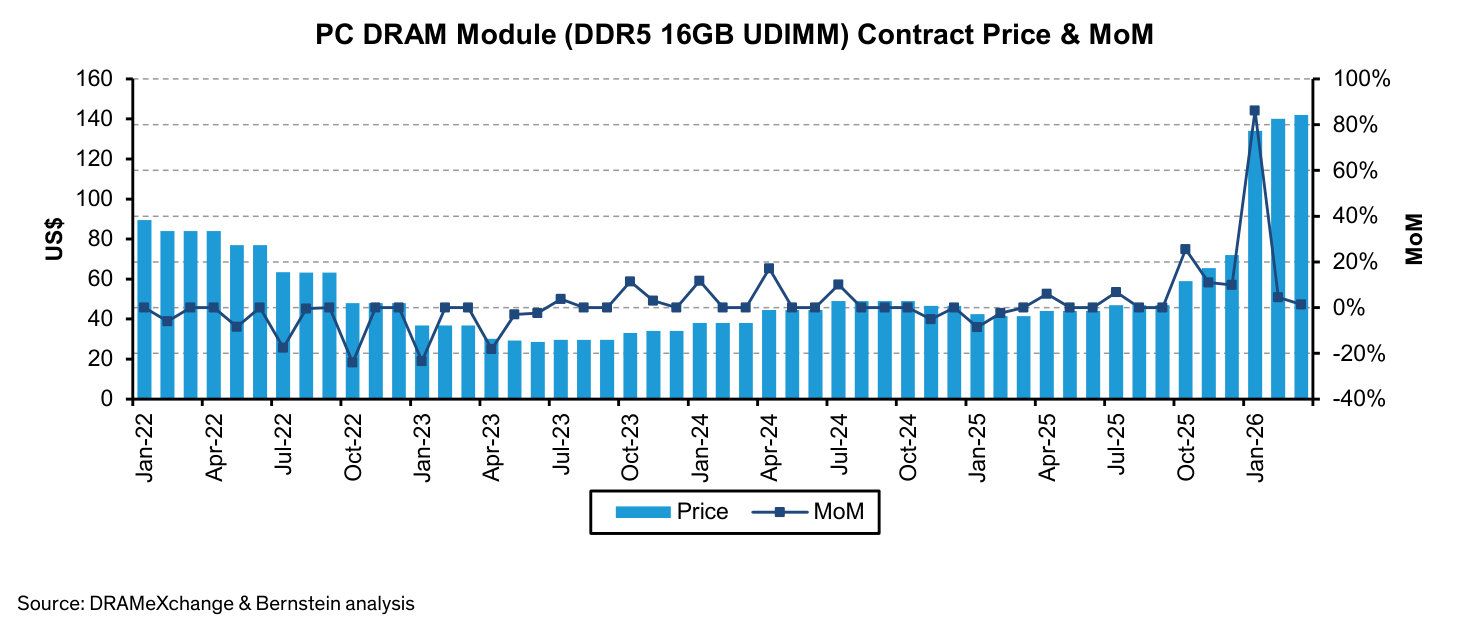 PC DRAM Module (DDR5 16GB UDIMM) Contract Price & MoM
160
140
120
100
80
60
40
20
0
US$
100%
80%
60%
40%
20%
0%
-20%
-40%
MoM
Jan-22
Apr-22
Jul-22
Oct-22
Jan-23
Apr-23
Jul-23
Oct-23
Jan-24
Apr-24
Jul-24
Oct-24
Jan-25
Apr-25
Jul-25
Oct-25
Jan-26
Price
MoM
Source: DRAMeXchange & Bernstein analysis